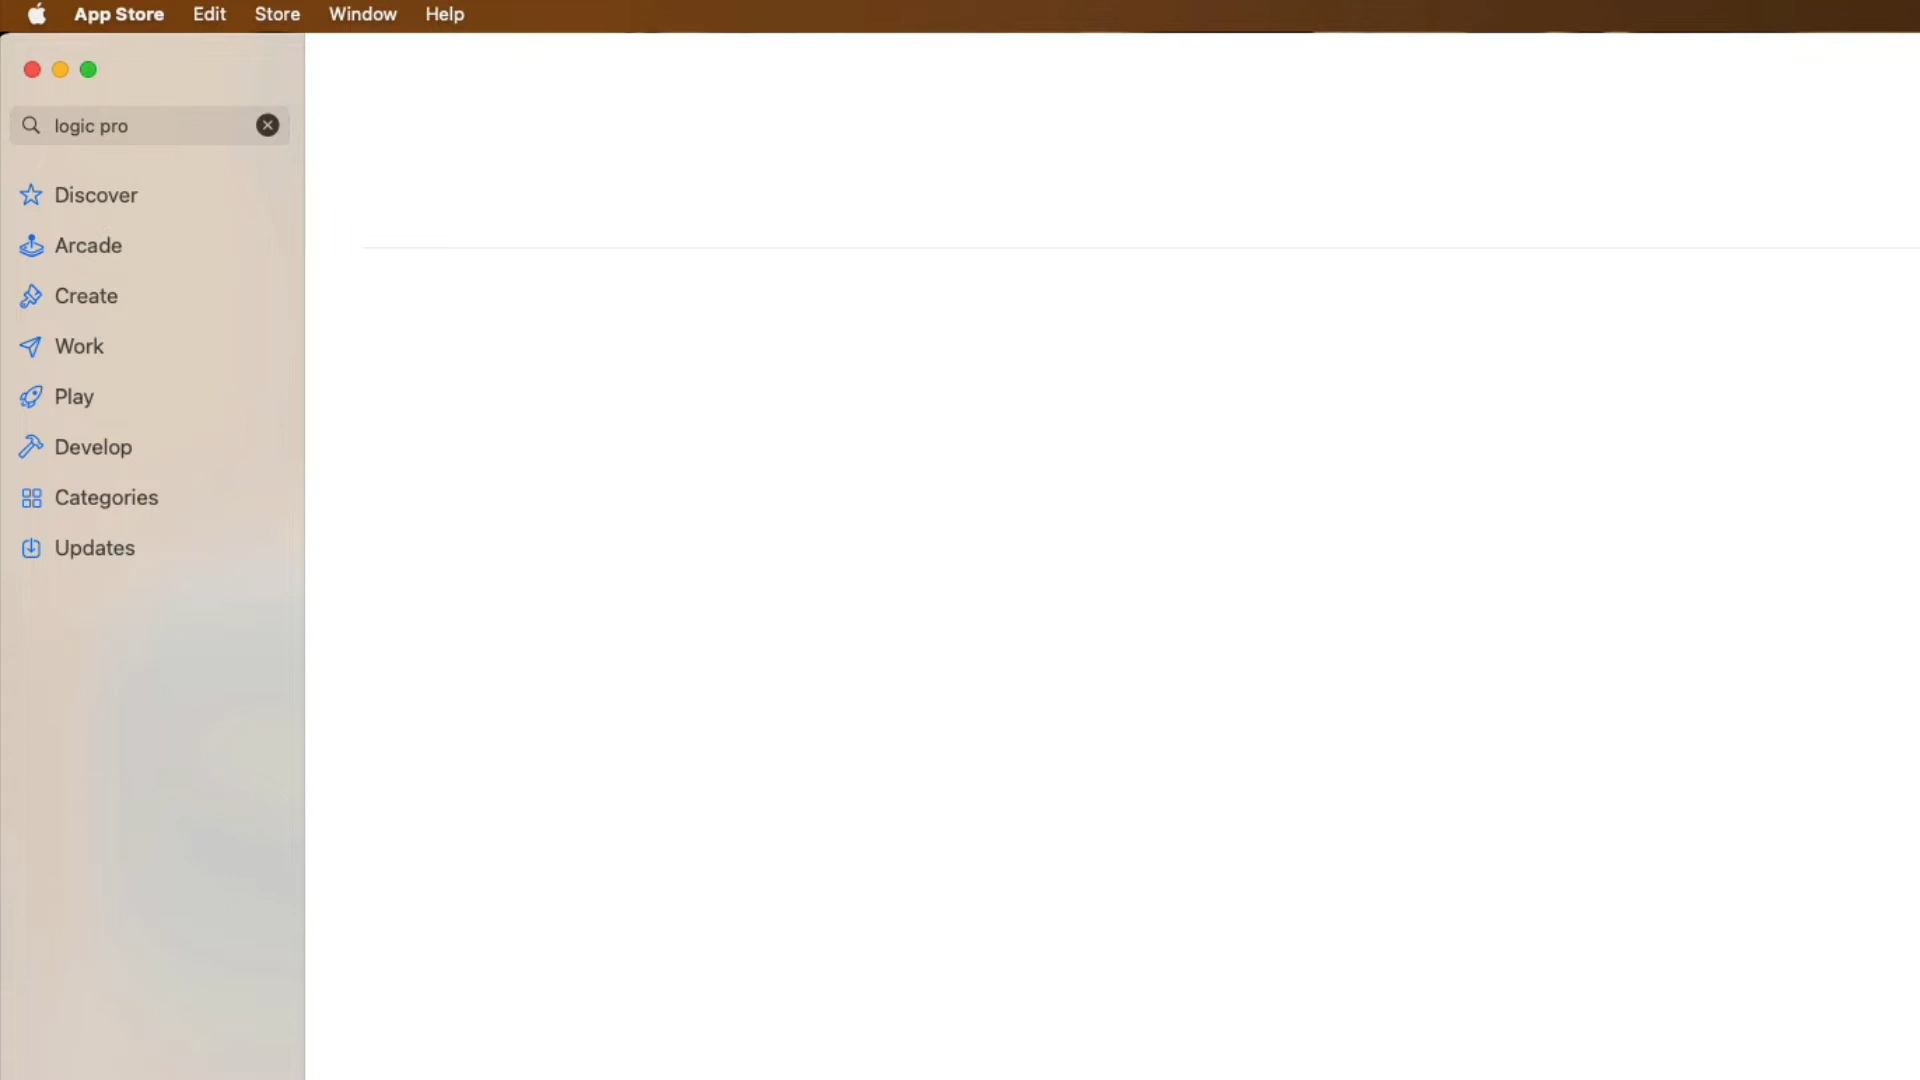 App Store Edit Store Window Help
logic pro
Discover
Arcade
Create
Work
Play
Develop
Categories
Updates